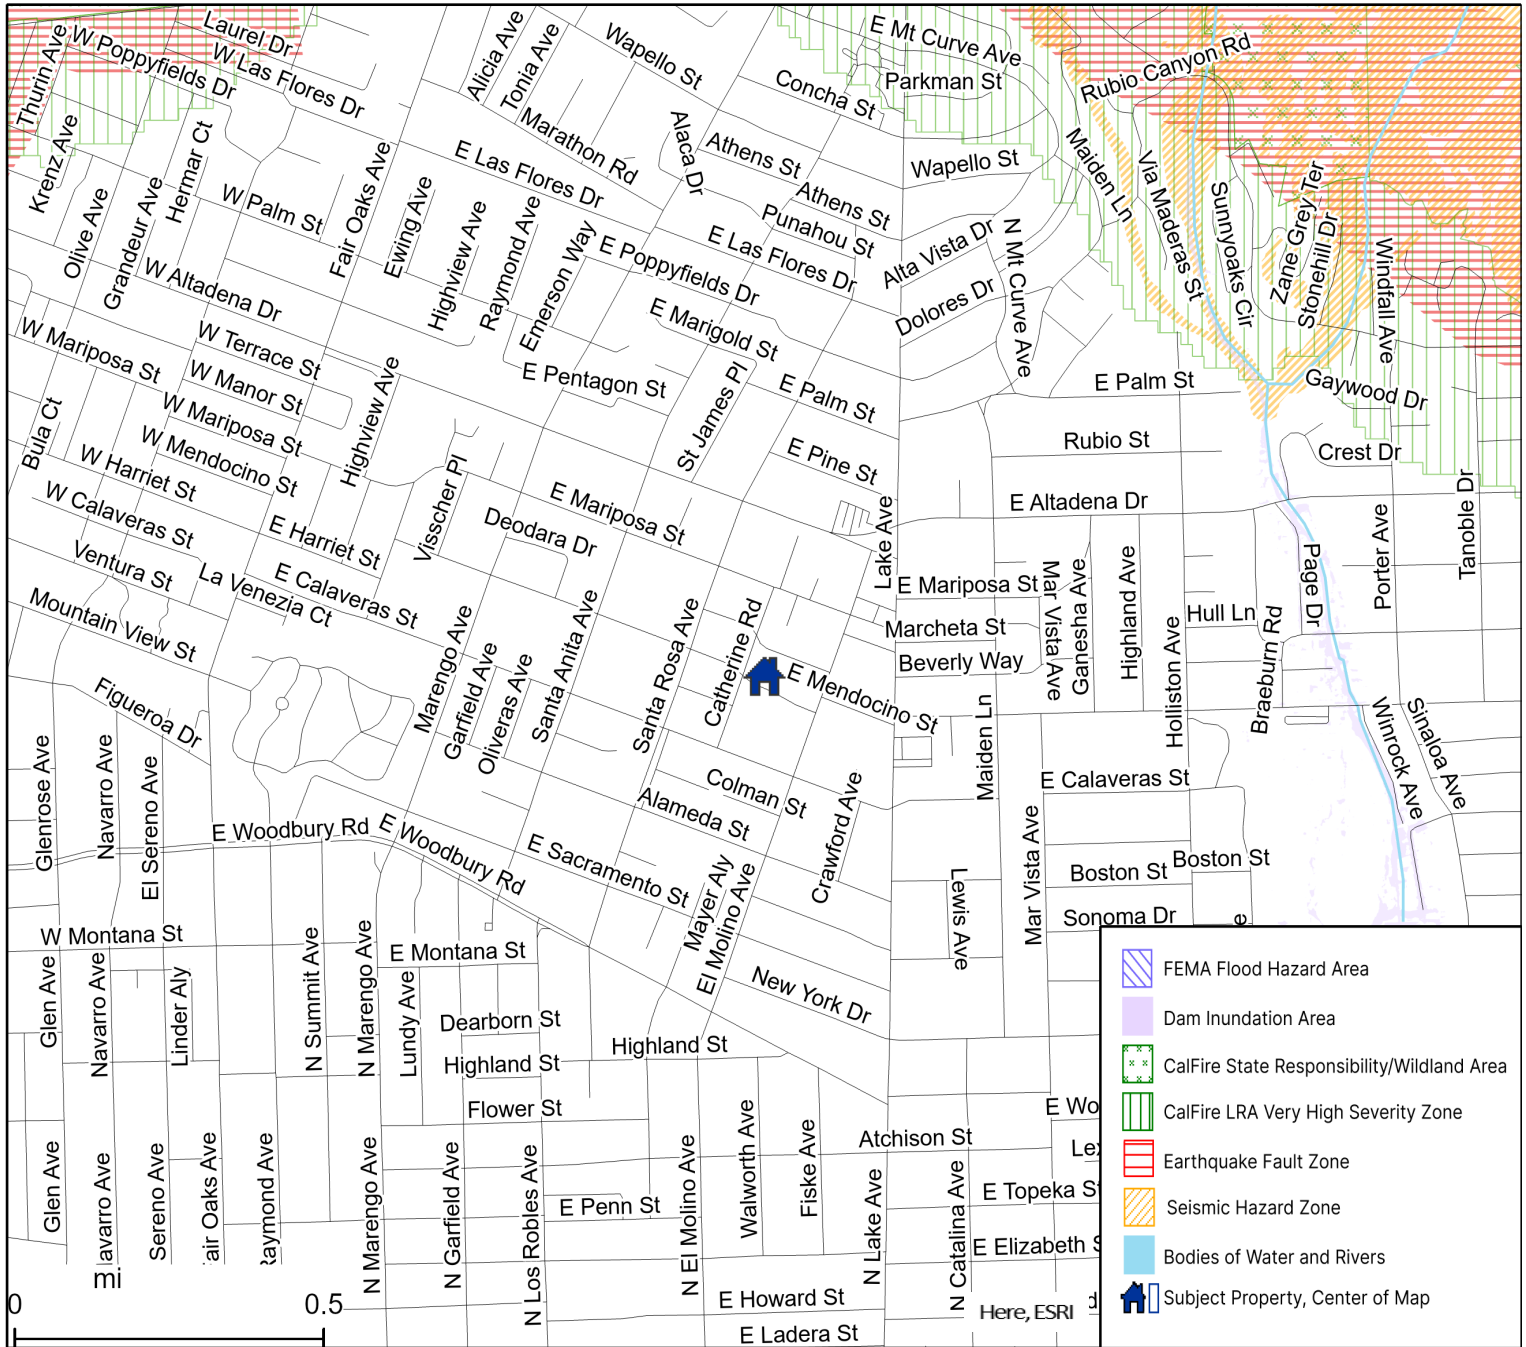 Laurel Dr
W Poppyfields Dr
W Las Flores Dr
Thurin Ave
Krenz Ave
Hermar Ct
Olive Ave
Grandeur Ave
W Palm St
Fair Oaks Ave
Alicia Ave
Tonia Ave
Wapello St
Marathon Rd
E Las Flores Dr
Ewing Ave
Highview Ave
Raymond Ave
Emerson Way
Alaca Dr
Concha St
E Mt Curve Ave
Parkman St
Athens St
Athens St
Punahou St
E Las Flores Dr
E Poppyfields Dr
E Marigold St
Wapello St
Alta Vista Dr
Dolores Dr
N Mt Curve Ave
Rubio Canyon Rd
Maiden Ln
Via Maderas St
Sunnyoaks Cir
Zane Grey Ter
Stonehill Dr
Windfall Ave
Gaywood Dr
E Palm St
Rubio St
Crest Dr
E Altadena Dr
Tanoble Dr
Porter Ave
Page Dr
W Altadena Dr
W Mariposa St
W Terrace St
W Manor St
W Mariposa St
W Mendocino St
Bula Ct
W Harriet St
W Calaveras St
Ventura St
La Venezia Ct
Mountain View St
Figueroa Dr
Highview Ave
E Harriet St
E Calaveras St
Visscher Pl
E Pentagon St
St James Pl
E Palm St
E Pine St
E Mariposa St
Deodara Dr
Lake Ave
E Mariposa St
Marcheta St
Beverly Way
Mar Vista Ave
Ganesha Ave
Highland Ave
Holliston Ave
Hull Ln
Braeburn Rd
Marengo Ave
Garfield Ave
Oliveras Ave
Santa Anita Ave
Santa Rosa Ave
Catherine Rd
E Mendocino St
Maiden Ln
E Calaveras St
Winrock Ave
Sinaloa Ave
Colman St
Alameda St
Crawford Ave
Glenrose Ave
Navarro Ave
El Sereno Ave
E Woodbury Rd
E Woodbury Rd
E Sacramento St
Mayer Aly
El Molino Ave
New York Dr
Lewis Ave
Mar Vista Ave
Boston St
Boston St
Sonoma Dr
e
W Montana St
E Montana St
Glen Ave
Navarro Ave
Linder Aly
N Summit Ave
N Marengo Ave
Lundy Ave
Dearborn St
Highland St
Highland St
Flower St
Glen Ave
avarro Ave
Sereno Ave
air Oaks Ave
Raymond Ave
N Marengo Ave
N Garfield Ave
N Los Robles Ave
E Penn St
N El Molino Ave
Walworth Ave
Fiske Ave
Atchison St
N Lake Ave
N Catalina Ave
E Wo
Lex
E Topeka St
E Elizabeth S
E Howard St
E Ladera St
d
mi
0 0.5
Here, ESRI
FEMA Flood Hazard Area
Dam Inundation Area
CalFire State Responsibility/Wildland Area
CalFire LRA Very High Severity Zone
Earthquake Fault Zone
Seismic Hazard Zone
Bodies of Water and Rivers
Subject Property, Center of Map